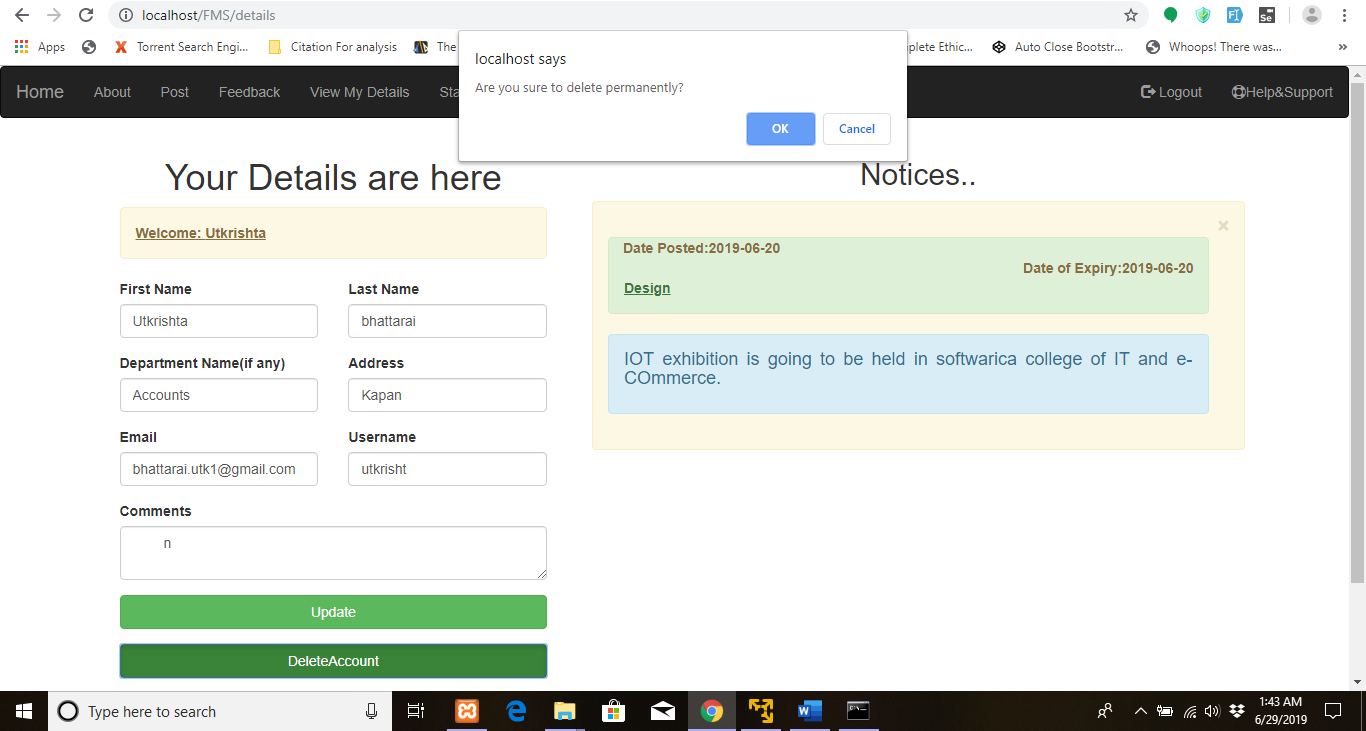 localhost/FMS/details
Apps
Torrent Search Engi...
Citation For analysis
The
plete Ethic...
Auto Close Bootstr...
Whoops! There was...
»
localhost says
Are you sure to delete permanently?
OK
Cancel
Home
About
Post
Feedback
View My Details
Sta
Logout
Help&Support
Your Details are here
Welcome: Utkrishta
First Name
Last Name
Utkrishta
bhattarai
Department Name(if any)
Address
Accounts
Kapan
Email
Username
bhattarai.utk1@gmail.com
utkrisht
Comments
n
Update
DeleteAccount
Notices..
×
Date Posted:2019-06-20
Date of Expiry:2019-06-20
Design
IOT exhibition is going to be held in softwarica college of IT and e-
COmmerce.
Type here to search
1:43 AM
6/29/2019